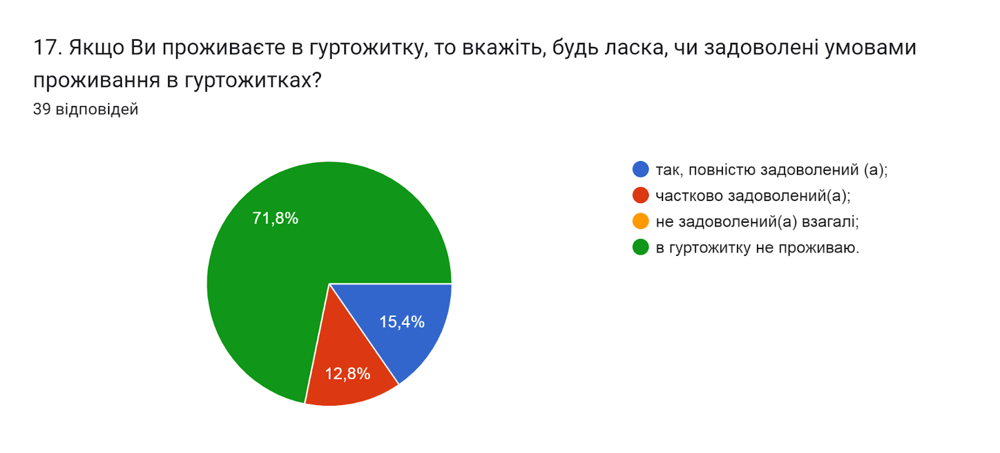 17. Якщо Ви проживаєте в гуртожитку, то вкажіть, будь ласка, чи задоволені умовами
проживання в гуртожитках?
39 відповідей
71,8%
15,4%
12,8%
так, повністю задоволений (а);
частково задоволений(а);
не задоволений(а) взагалі;
в гуртожитку не проживаю.